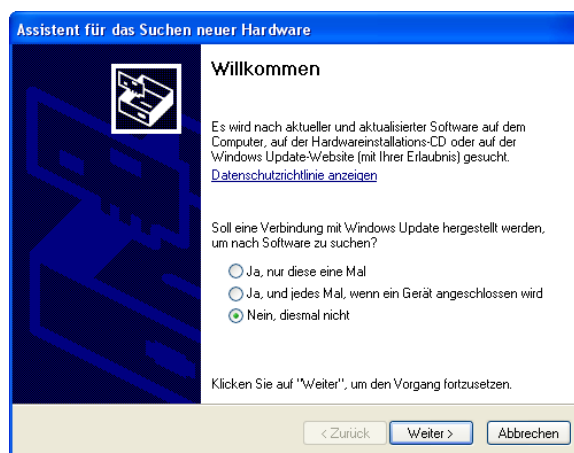 Assistent für das Suchen neuer Hardware
Willkommen
Es wird nach aktueller und aktualisierter Software auf dem
Computer, auf der Hardwareinstallations-CD oder auf der
Windows Update-Website (mit Ihrer Erlaubnis) gesucht.
Datenschutzrichtlinie anzeigen
Soll eine Verbindung mit Windows Update hergestellt werden,
um nach Software zu suchen?
Ja, nur diese eine Mal
Ja, und jedes Mal, wenn ein Gerät angeschlossen wird
Nein, diesmal nicht
Klicken Sie auf "Weiter", um den Vorgang fortzusetzen.
< Zurück Weiter > Abbrechen